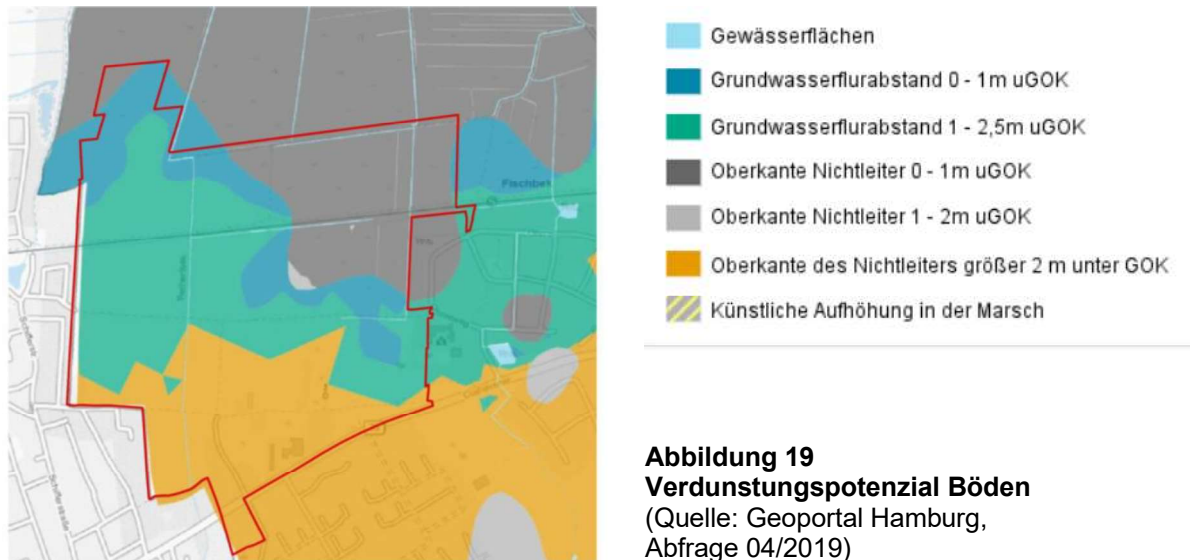 Fischbek
Gewässerflächen
Grundwasserflurabstand 0 - 1m uGOK
Grundwasserflurabstand 1 - 2,5m uGOK
Oberkante Nichtleiter 0 - 1m uGOK
Oberkante Nichtleiter 1 - 2m uGOK
Oberkante des Nichtleiters größer 2 m unter GOK
Künstliche Aufhöhung in der Marsch
Abbildung 19
Verdunstungspotenzial Böden
(Quelle: Geoportal Hamburg,
Abfrage 04/2019)